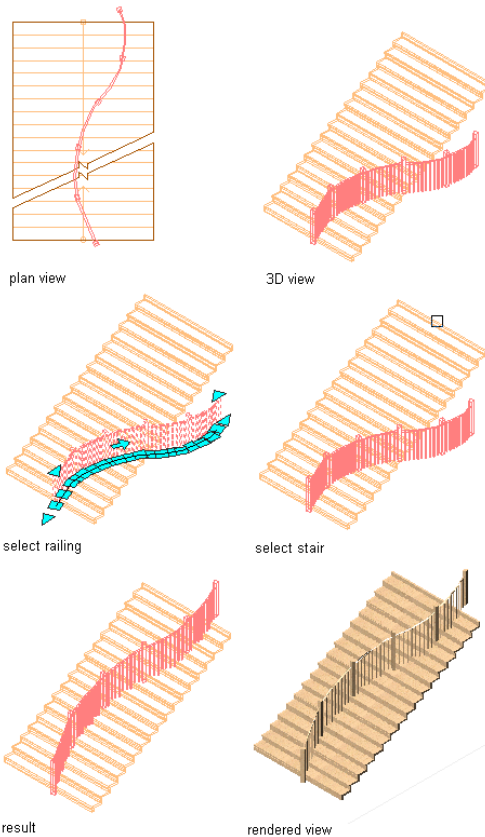 plan view
3D view
select railing
select stair
result
rendered view